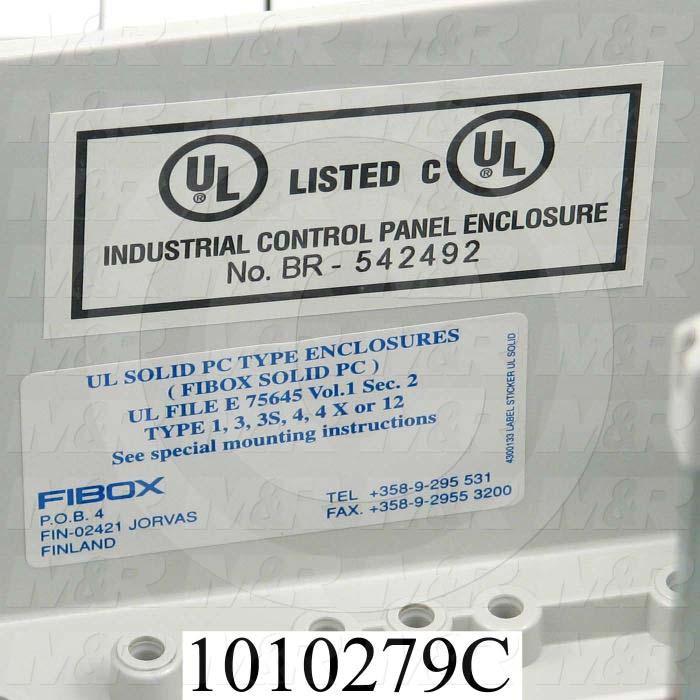 UL ® LISTED C UL ®
INDUSTRIAL CONTROL PANEL ENCLOSURE
No. BR - 542492
UL SOLID PC TYPE ENCLOSURES
( FIBOX SOLID PC )
UL FILE E 75645 Vol.1 Sec. 2
TYPE 1, 3, 3S, 4, 4 X or 12
See special mounting instructions
FIBOX
P.O.B. 4
FIN-02421 JORVAS
FINLAND
TEL +358-9-295 531
FAX. +358-9-2955 3200
4300133 LABEL STICKER UL SOLID
1010279C
M&R